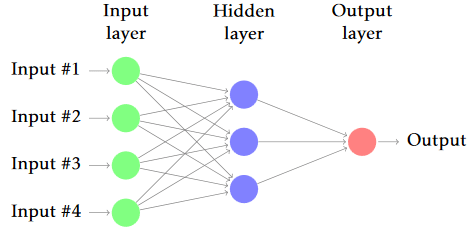 Input
layer
Hidden
layer
Output
layer
Input #1
Input #2
Input #3
Input #4
Output